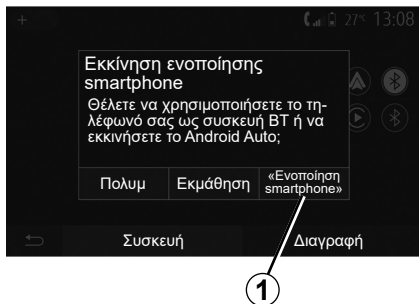 + 27°c 13:08
Εκκίνηση ενοποίησης
smartphone
Θέλετε να χρησιμοποιήσετε το τη-
λέφωνό σας ως συσκευή BT ή να
εκκινήσετε το Android Auto;
Πολυμ Εκμάθηση «Ενοποίηση
smartphone»
Συσκευή Διαγραφή
1